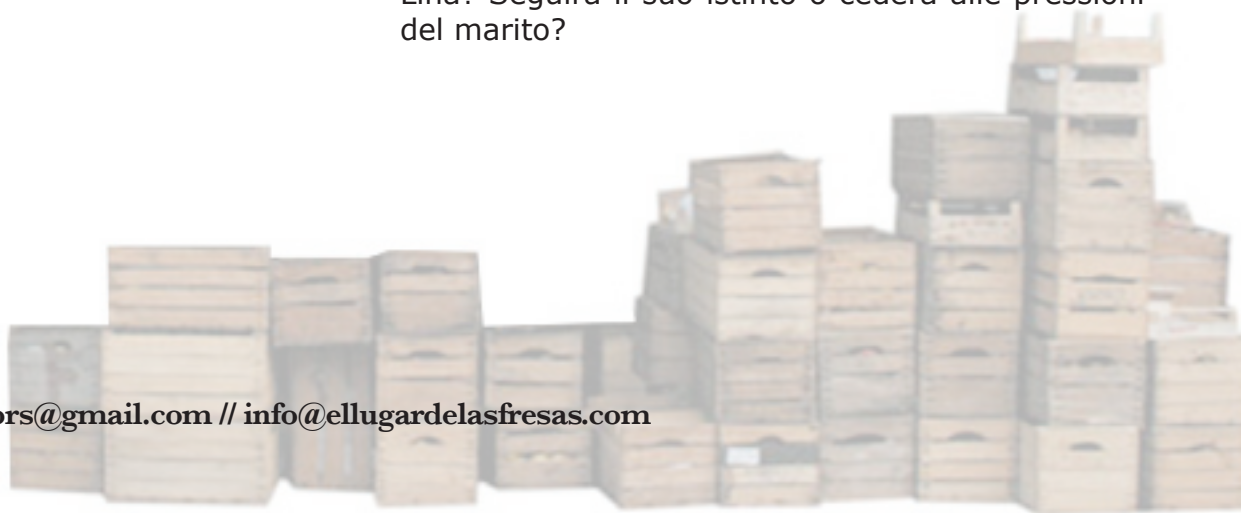 Lina? Seguirà il suo istinto o cederà alle pressioni
del marito?
ors@gmail.com // info@ellugardelasfresas.com